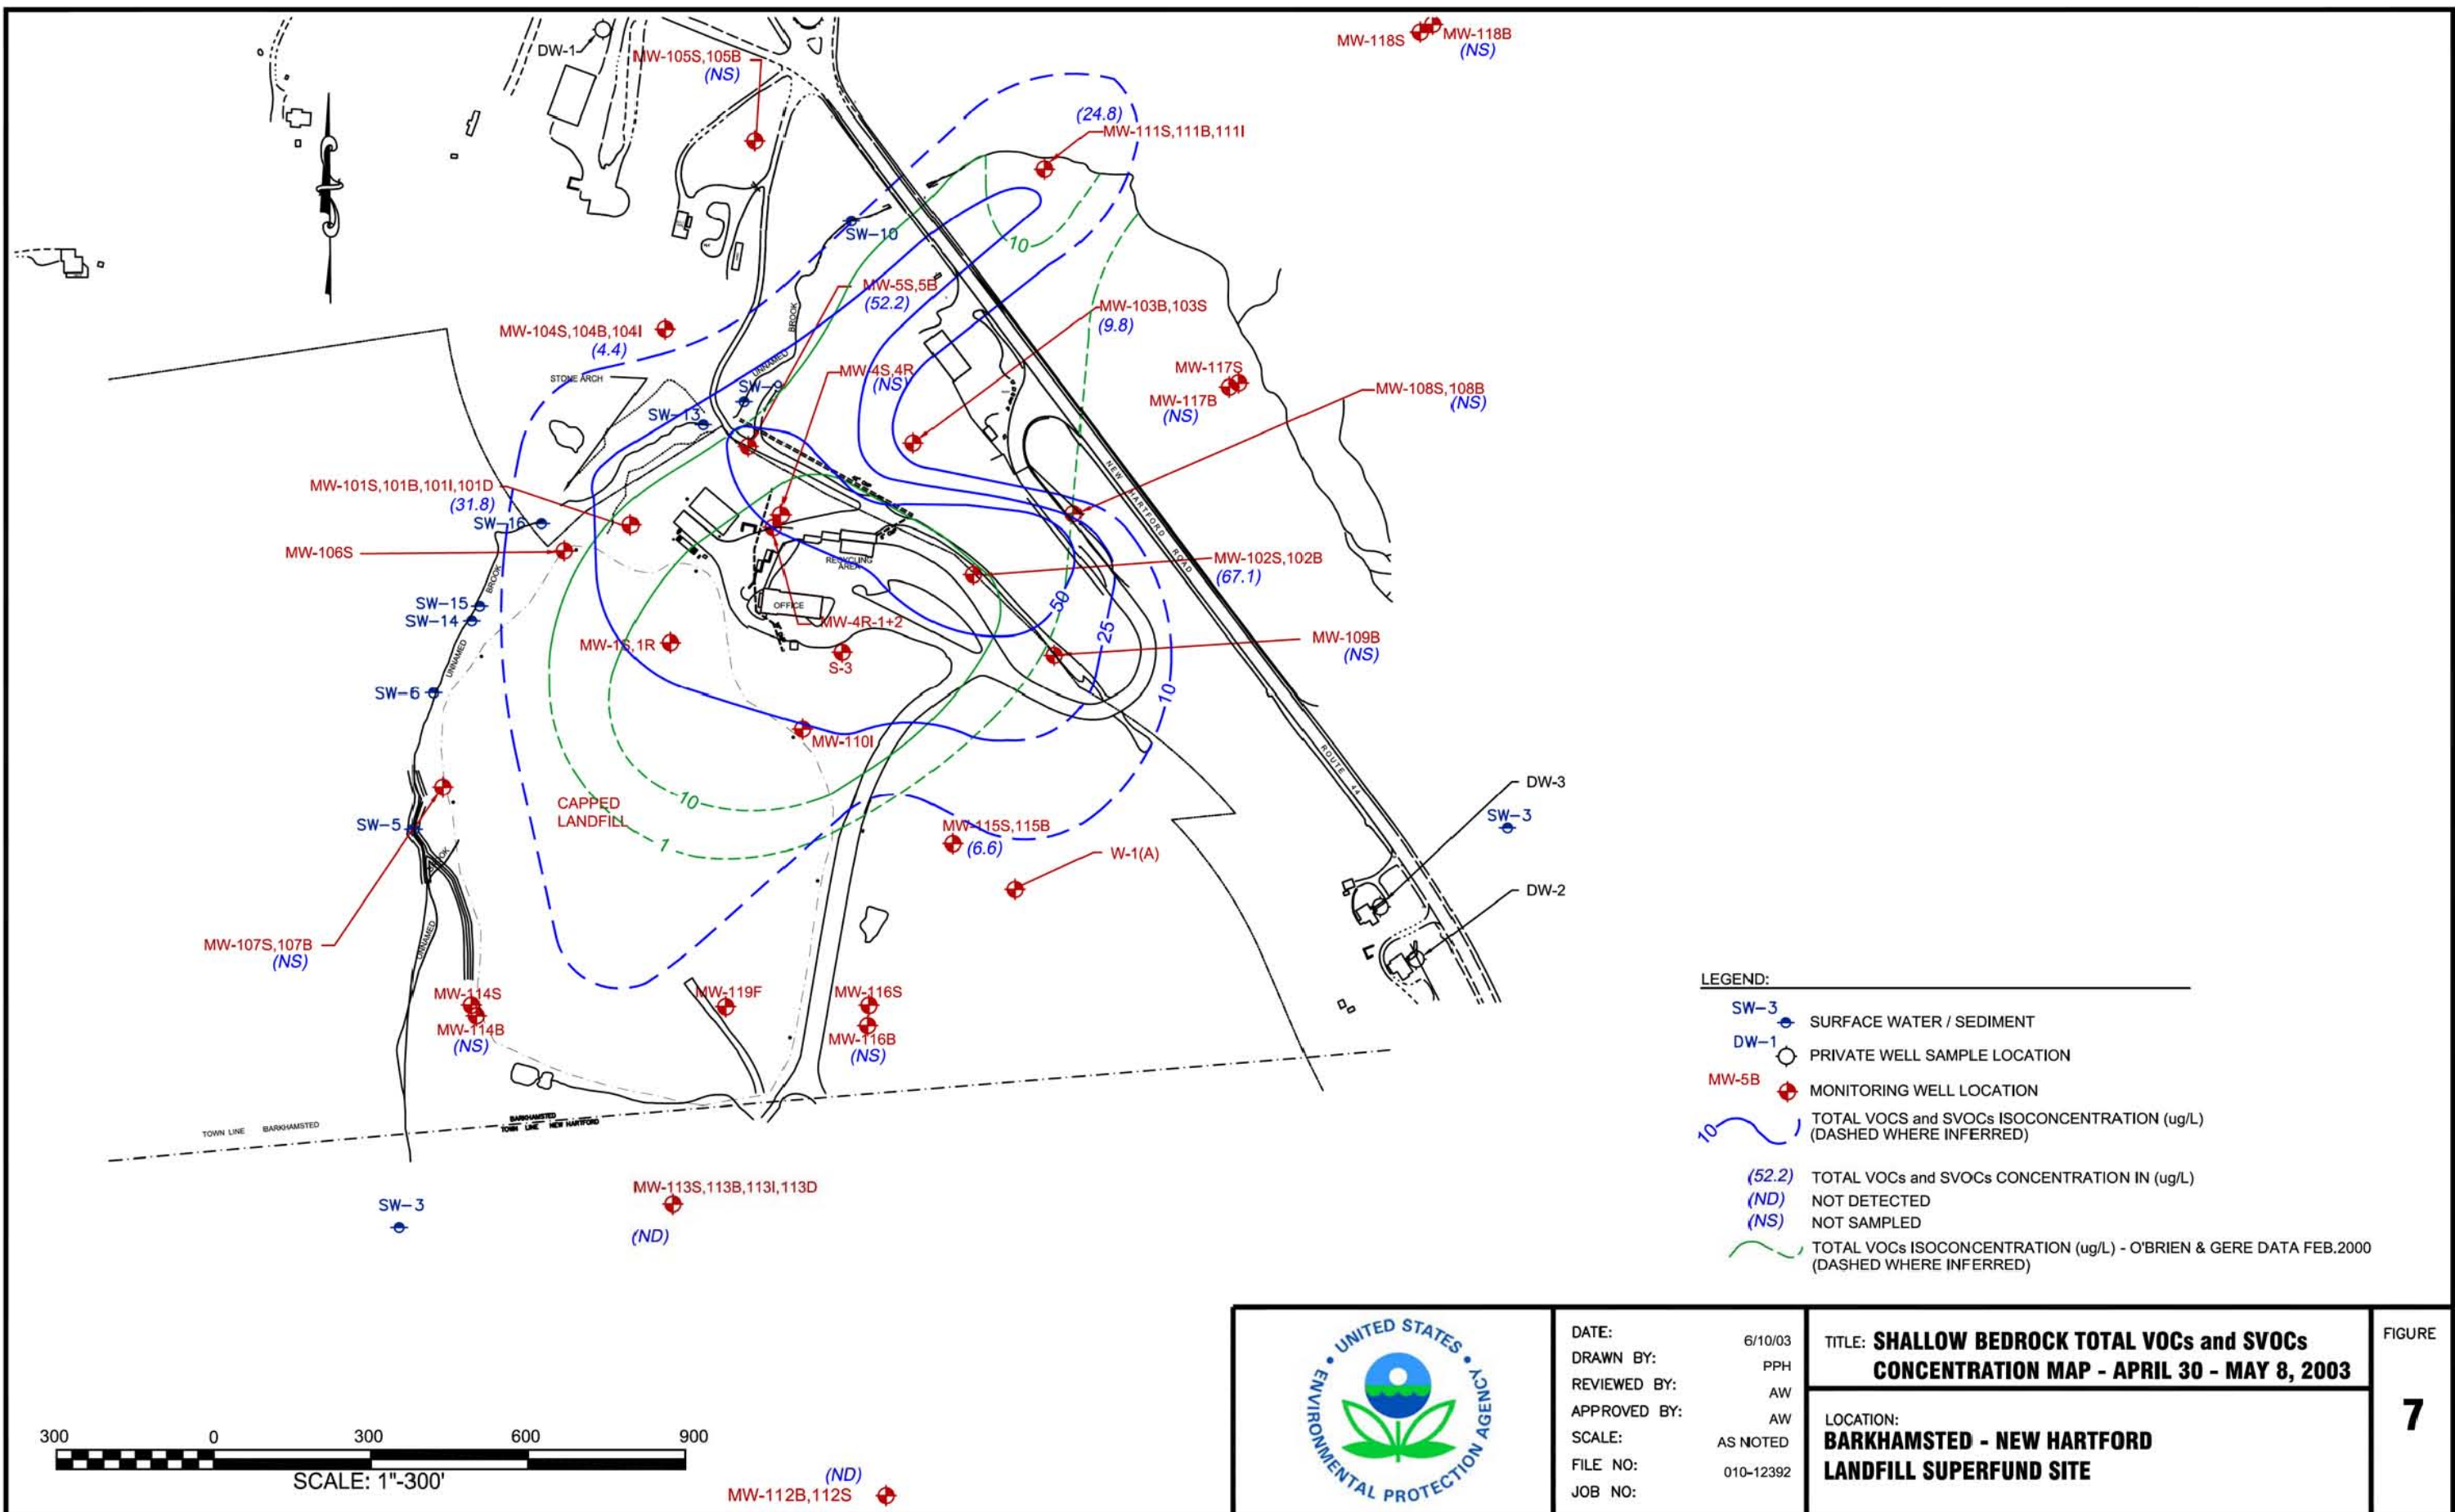 DW-1
MW-105S,105B
(NS)
MW-118S
MW-118B
(NS)
(24.8)
MW-111S,111B,111I
SW-10
10
MW-5S,5B
(52.2)
MW-103B,103S
(9.8)
BROOK
UNNAMED
MW-104S,104B,104I
(4.4)
STONE ARCH
SW-9
MW-4S,4R
(NS)
MW-117S
MW-117B
(NS)
MW-108S,108B
(NS)
SW-13
NEW HARTFORD ROAD
MW-101S,101B,101I,101D
(31.8)
SW-16
MW-106S
RECYCLING
AREA
MW-102S,102B
(67.1)
BROOK
50
SW-15
SW-14
OFFICE
MW-4R-1+2
25
MW-109B
(NS)
MW-1S,1R
S-3
UNNAMED
SW-6
10
MW-110I
ROUTE 44
DW-3
10
CAPPED
LANDFILL
1
SW-5
MW-115S,115B
(6.6)
SW-3
W-1(A)
BROOK
DW-2
UNNAMED
MW-107S,107B
(NS)
MW-114S
MW-114B
(NS)
MW-119F
MW-116S
MW-116B
(NS)
BARKHAMSTED
TOWN LINE NEW HARTFORD
TOWN LINE BARKHAMSTED
MW-113S,113B,113I,113D
(ND)
SW-3
LEGEND:
SW-3 SURFACE WATER / SEDIMENT
DW-1 PRIVATE WELL SAMPLE LOCATION
MW-5B MONITORING WELL LOCATION
10 TOTAL VOCS and SVOCs ISOCONCENTRATION (ug/L)
(DASHED WHERE INFERRED)
(52.2) TOTAL VOCs and SVOCs CONCENTRATION IN (ug/L)
(ND) NOT DETECTED
(NS) NOT SAMPLED
TOTAL VOCs ISOCONCENTRATION (ug/L) - O'BRIEN & GERE DATA FEB.2000
(DASHED WHERE INFERRED)
300 0 300 600 900
SCALE: 1"-300'
(ND)
MW-112B,112S
UNITED STATES
ENVIRONMENTAL PROTECTION AGENCY
DATE: 6/10/03
DRAWN BY: PPH
REVIEWED BY: AW
APPROVED BY: AW
SCALE: AS NOTED
FILE NO: 010-12392
JOB NO:
TITLE: SHALLOW BEDROCK TOTAL VOCs and SVOCs
CONCENTRATION MAP - APRIL 30 - MAY 8, 2003
LOCATION:
BARKHAMSTED - NEW HARTFORD
LANDFILL SUPERFUND SITE
FIGURE
7